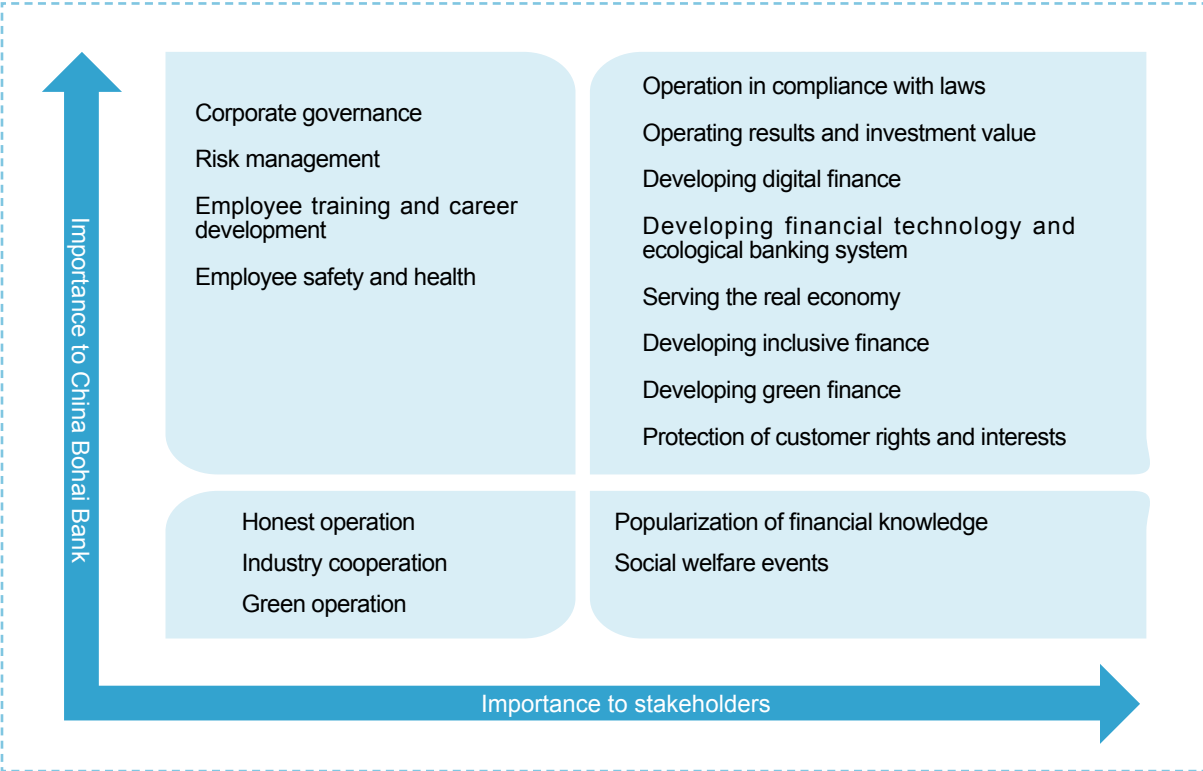 Importance to China Bohai Bank
Corporate governance
Risk management
Employee training and career
development
Employee safety and health
Operation in compliance with laws
Operating results and investment value
Developing digital finance
Developing financial technology and
ecological banking system
Serving the real economy
Developing inclusive finance
Developing green finance
Protection of customer rights and interests
Honest operation
Industry cooperation
Green operation
Popularization of financial knowledge
Social welfare events
Importance to stakeholders